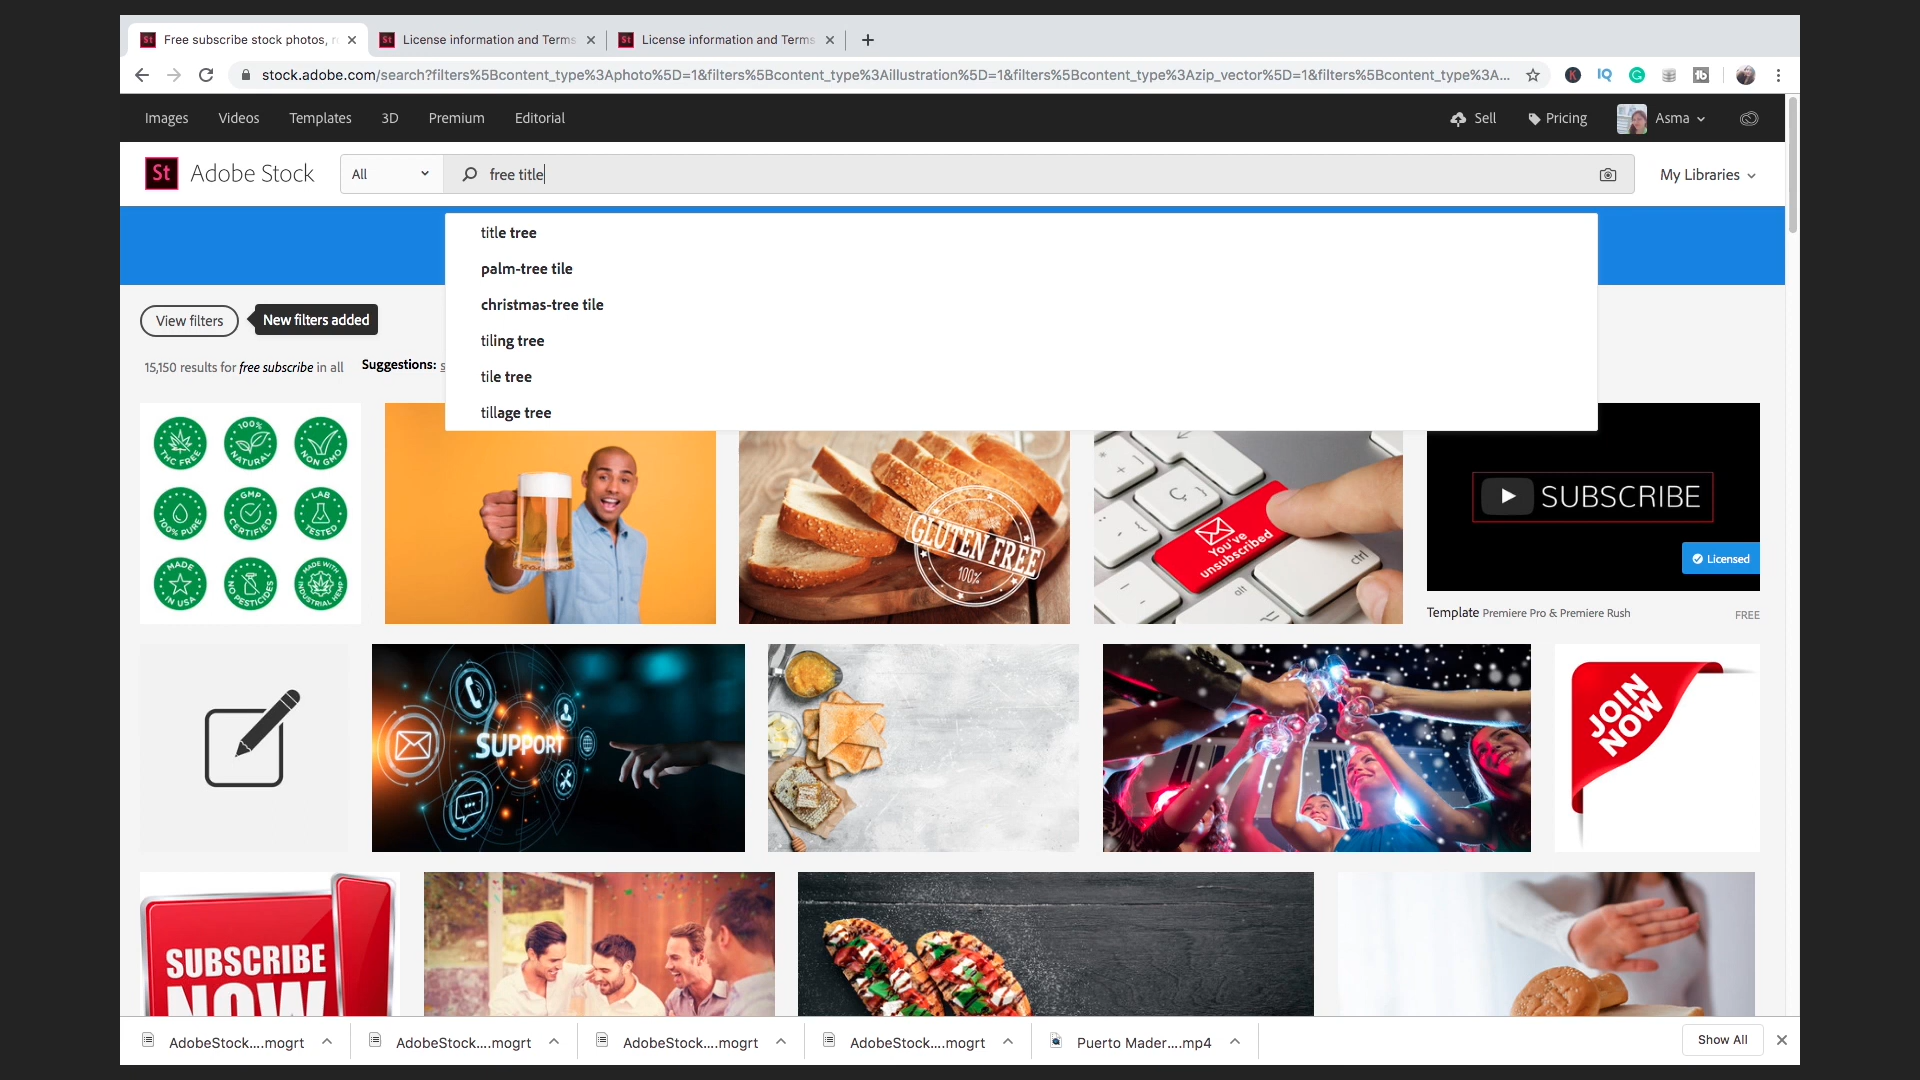 Free subscribe stock photos, r
License information and Terms
License information and Terms
stock.adobe.com/search?filters%5Bcontent_type%3Aphoto%5D=1&filters%5Bcontent_type%3Aillustration%5D=1&filters%5Bcontent_type%3Azip_vector%5D=1&filters%5Bcontent_type%3A...
K
IQ
tb
Images Videos Templates 3D Premium Editorial
Sell Pricing Asma
St Adobe Stock
All
free title
My Libraries
title tree
palm-tree tile
christmas-tree tile
tiling tree
tile tree
tillage tree
View filters
New filters added
15,150 results for free subscribe in all
Suggestions: s
THC FREE
100% NATURAL
NON GMO
100% PURE
GMP CERTIFIED
LAB TESTED
MADE IN USA
NO PESTICIDES
MADE WITH INDUSTRIAL HEMP
GLUTEN FREE
100%
You've unsubscribed
ctrl
alt
SUBSCRIBE
Licensed
Template Premiere Pro & Premiere Rush
FREE
SUPPORT
JOIN
NOW
SUBSCRIBE
NOW
AdobeStock....mogrt
AdobeStock....mogrt
AdobeStock....mogrt
AdobeStock....mogrt
Puerto Mader....mp4
Show All